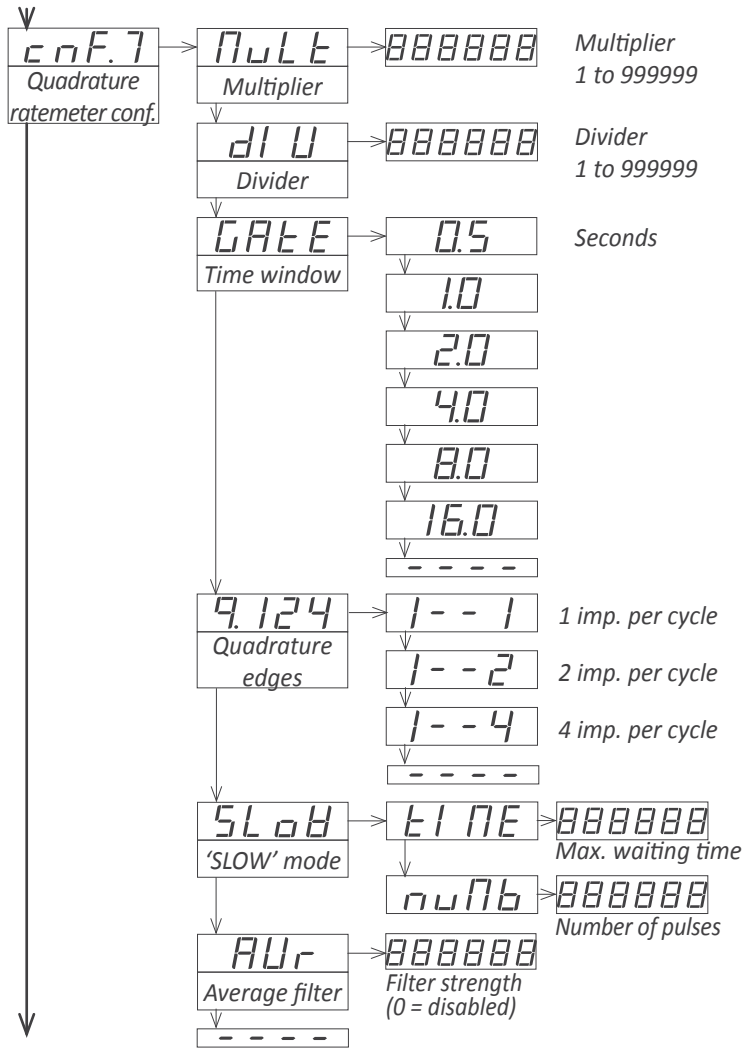 cnF.7
Quadrature
ratemeter conf.
MuLt
Multiplier
888888
Multiplier
1 to 999999
dIU
Divider
888888
Divider
1 to 999999
GAtE
Time window
0.5
Seconds
1.0
2.0
4.0
8.0
16.0
- - - -
q.124
Quadrature
edges
1--1
1 imp. per cycle
1--2
2 imp. per cycle
1--4
4 imp. per cycle
- - - -
SLoW
‘SLOW’ mode
tIME
888888
Max. waiting time
nuMb
888888
Number of pulses
AUr
Average filter
888888
Filter strength
(0 = disabled)
- - - -